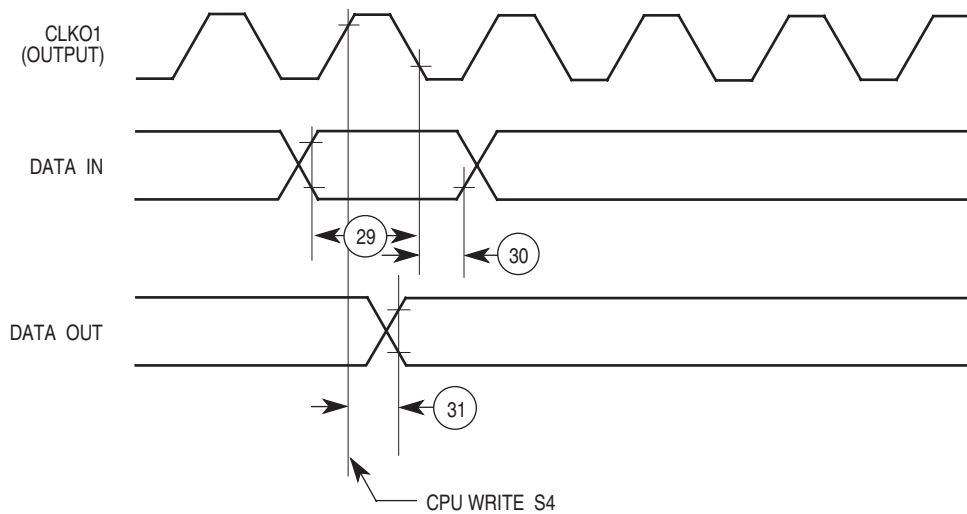 CLKO1
(OUTPUT)
DATA IN
29
30
DATA OUT
31
CPU WRITE S4